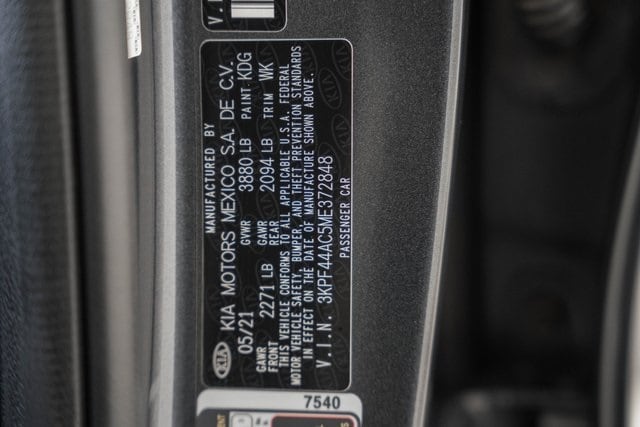 V.I
MANUFACTURED BY
KIA KIA MOTORS MEXICO S.A. DE C.V.
05/21 GVWR 3880 LB PAINT KDG
GAWR FRONT 2271 LB GAWR REAR 2094 LB TRIM WK
THIS VEHICLE CONFORMS TO ALL APPLICABLE U.S.A. FEDERAL
MOTOR VEHICLE SAFETY, BUMPER, AND THEFT PREVENTION STANDARDS
IN EFFECT ON THE DATE OF MANUFACTURE SHOWN ABOVE.
V.I.N. 3KPF44AC5ME372848
PASSENGER CAR
7540